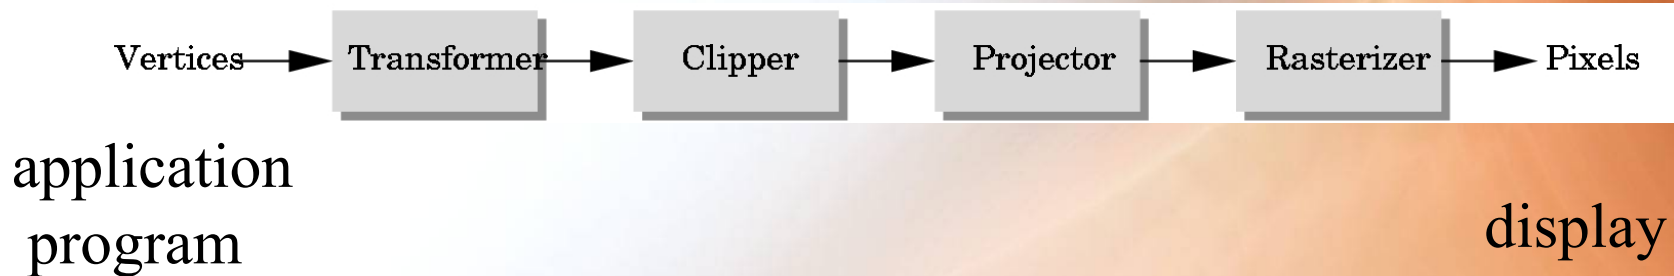 Vertices Transformer Clipper Projector Rasterizer Pixels
application
program
display